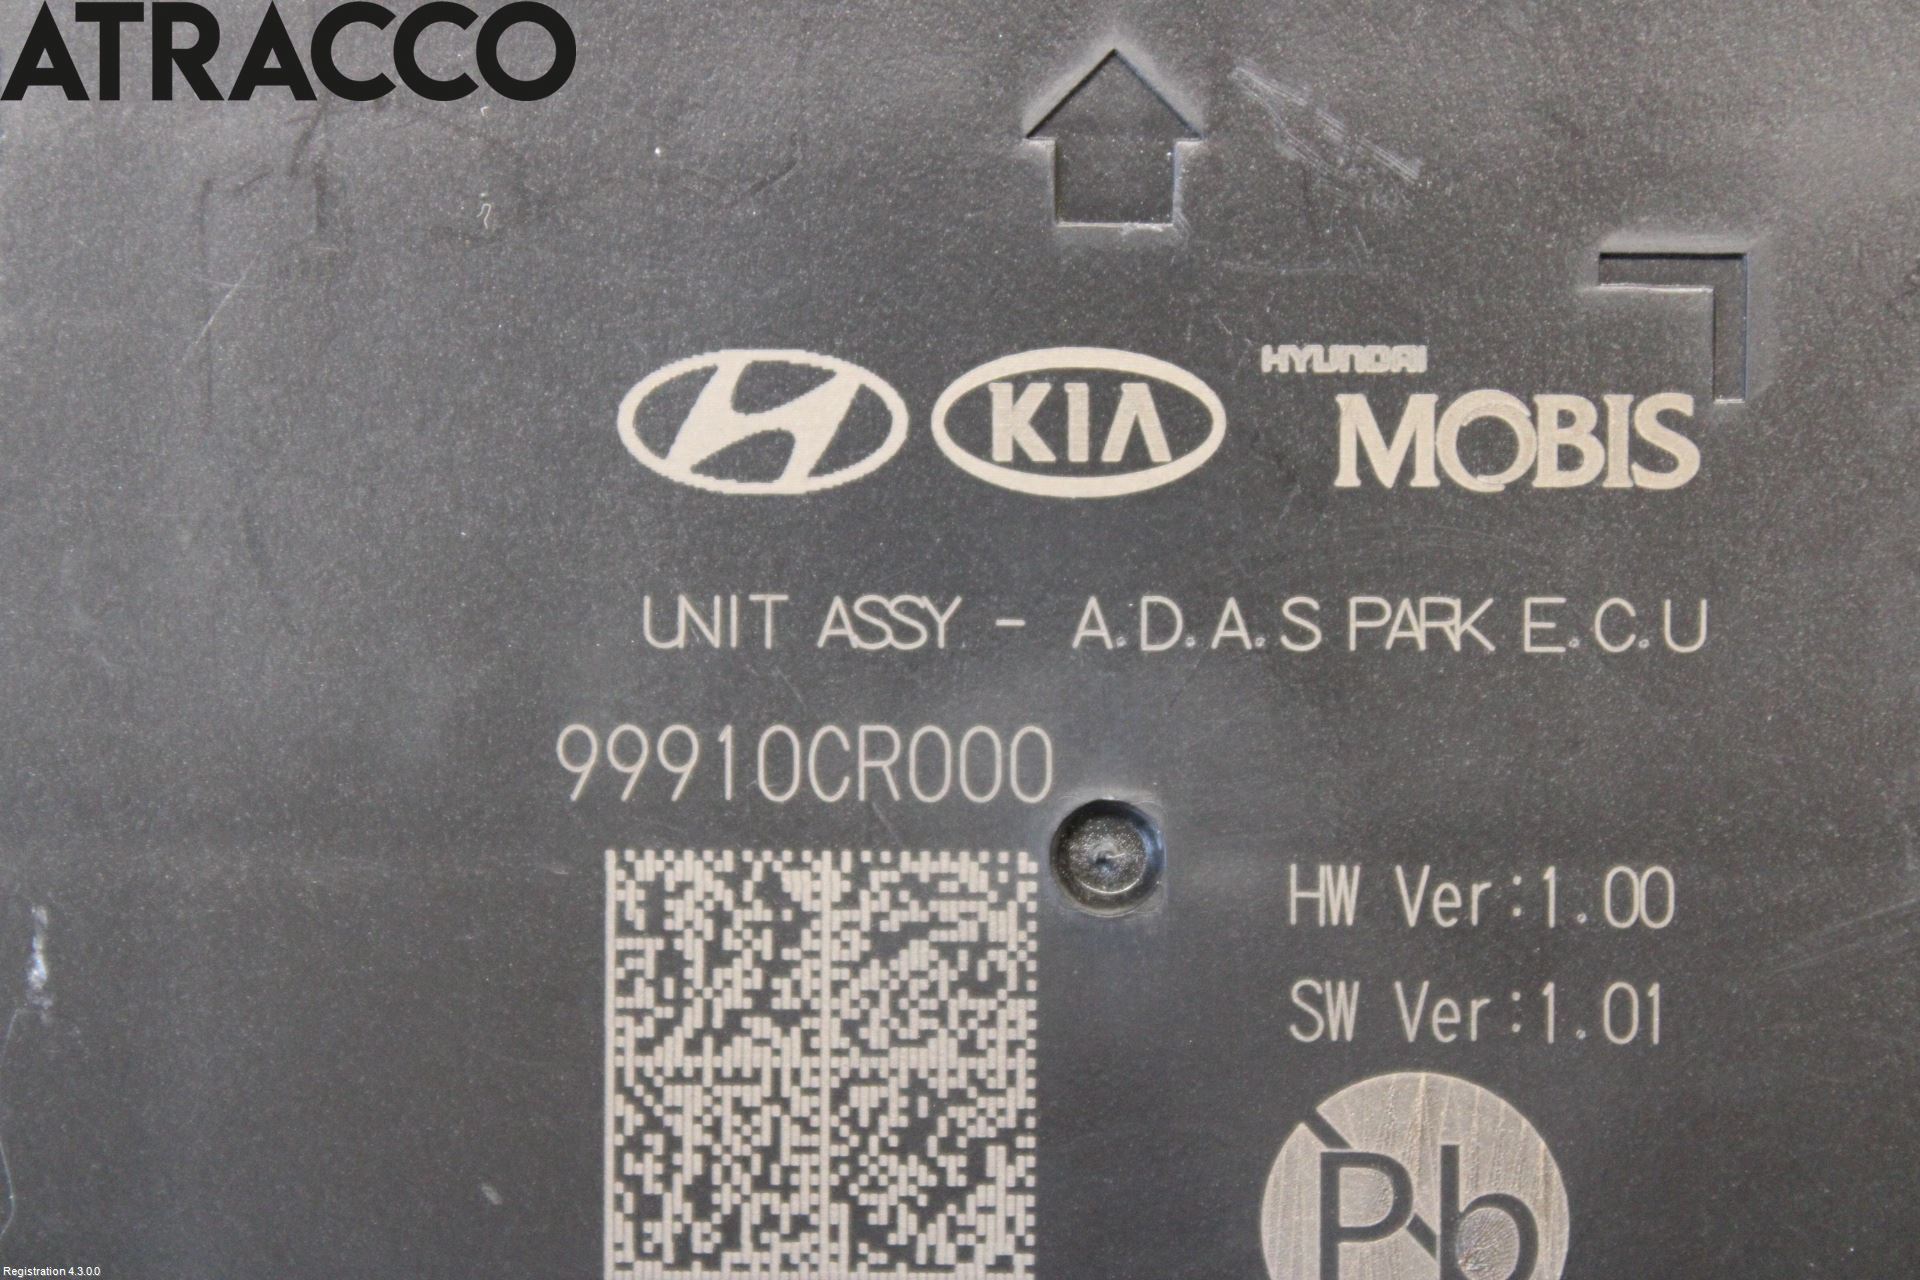 ATRACCO
KIA
HYUNDAI
MOBIS
UNIT ASSY - A.D.A.S PARK E.C.U
99910CR000
HW Ver:1.00
SW Ver:1.01
Pb
Registration 4.3.0.0